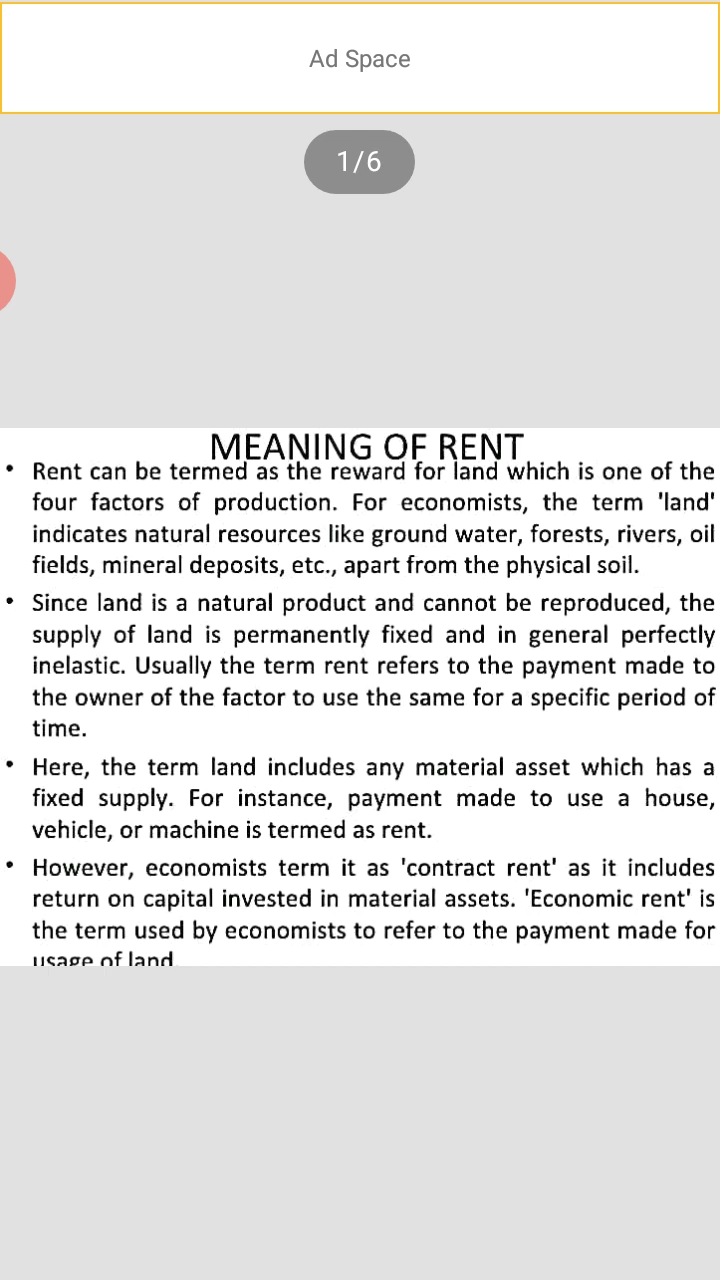 Ad Space
1/6
MEANING OF RENT
• Rent can be termed as the reward for land which is one of the
four factors of production. For economists, the term 'land'
indicates natural resources like ground water, forests, rivers, oil
fields, mineral deposits, etc., apart from the physical soil.
• Since land is a natural product and cannot be reproduced, the
supply of land is permanently fixed and in general perfectly
inelastic. Usually the term rent refers to the payment made to
the owner of the factor to use the same for a specific period of
time.
• Here, the term land includes any material asset which has a
fixed supply. For instance, payment made to use a house,
vehicle, or machine is termed as rent.
• However, economists term it as 'contract rent' as it includes
return on capital invested in material assets. 'Economic rent' is
the term used by economists to refer to the payment made for
usage of land.